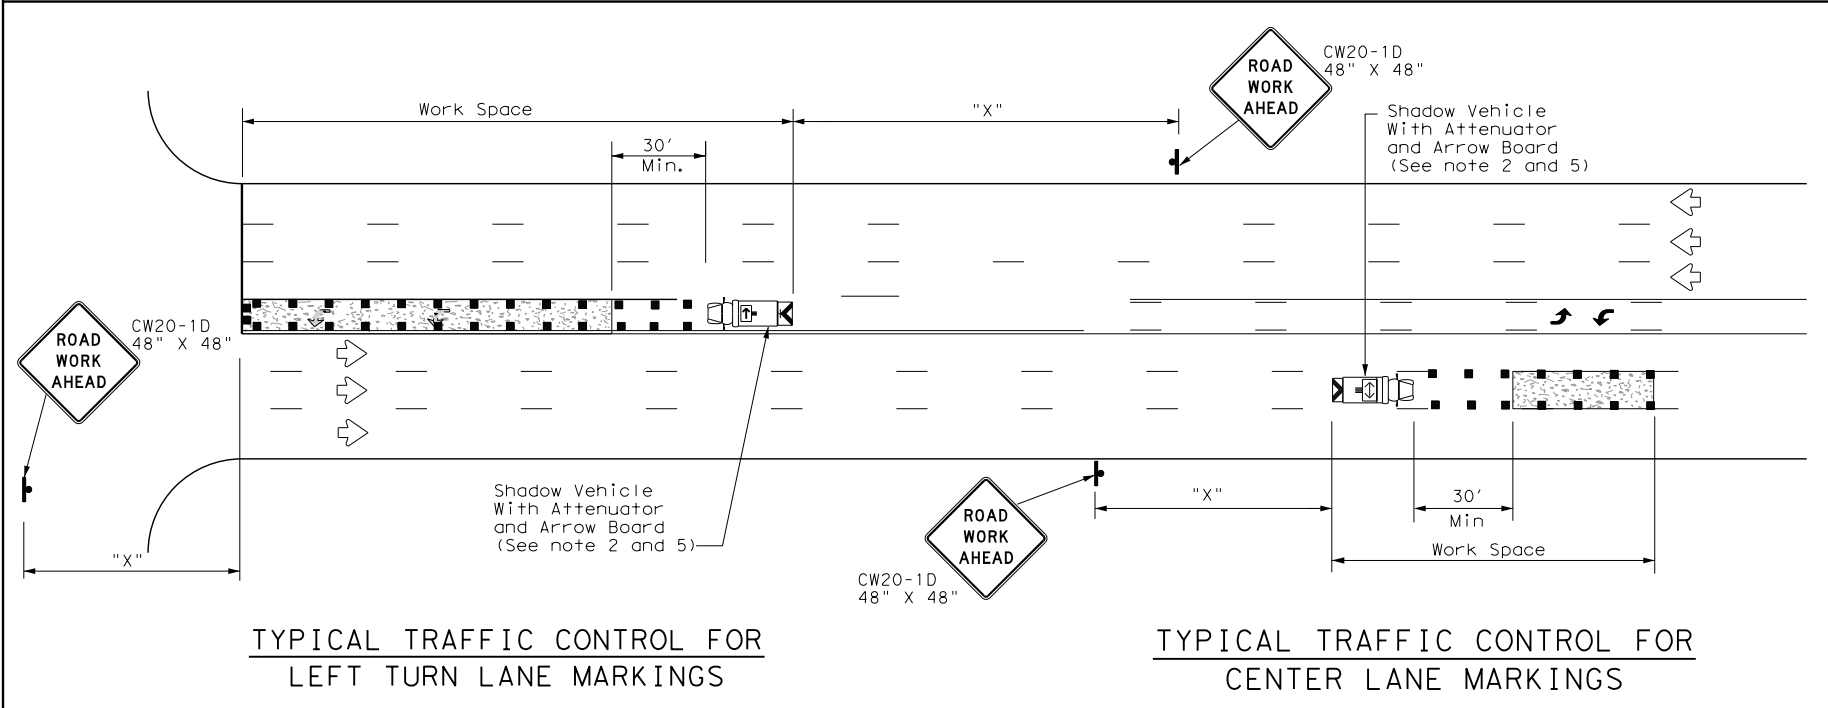 ROAD
WORK
AHEAD
CW20-1D
48" X 48"
Work Space
"X"
30'
Min.
Shadow Vehicle
With Attenuator
and Arrow Board
(See note 2 and 5)
ROAD
WORK
AHEAD
CW20-1D
48" X 48"
"X"
Shadow Vehicle
With Attenuator
and Arrow Board
(See note 2 and 5)
ROAD
WORK
AHEAD
CW20-1D
48" X 48"
"X"
30'
Min
Work Space
TYPICAL TRAFFIC CONTROL FOR
LEFT TURN LANE MARKINGS
TYPICAL TRAFFIC CONTROL FOR
CENTER LANE MARKINGS